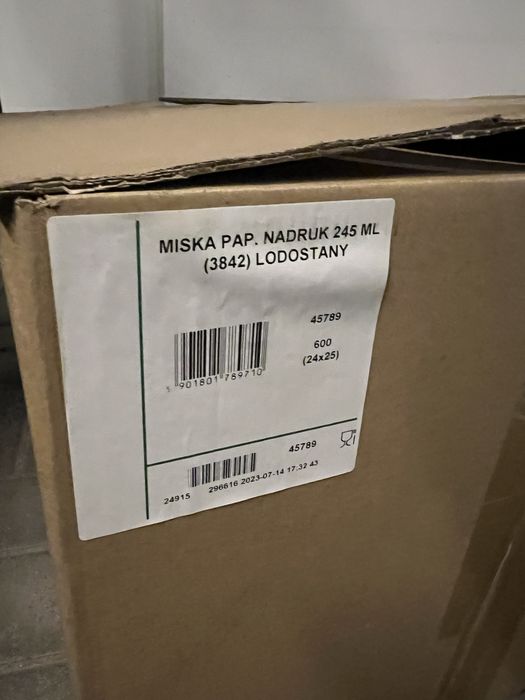 MISKA PAP. NADRUK 245 ML
(3842) LODOSTANY
45789
600
(24x25)
5 901801 789710
45789
24915 296616 2023-07-14 17:32 43